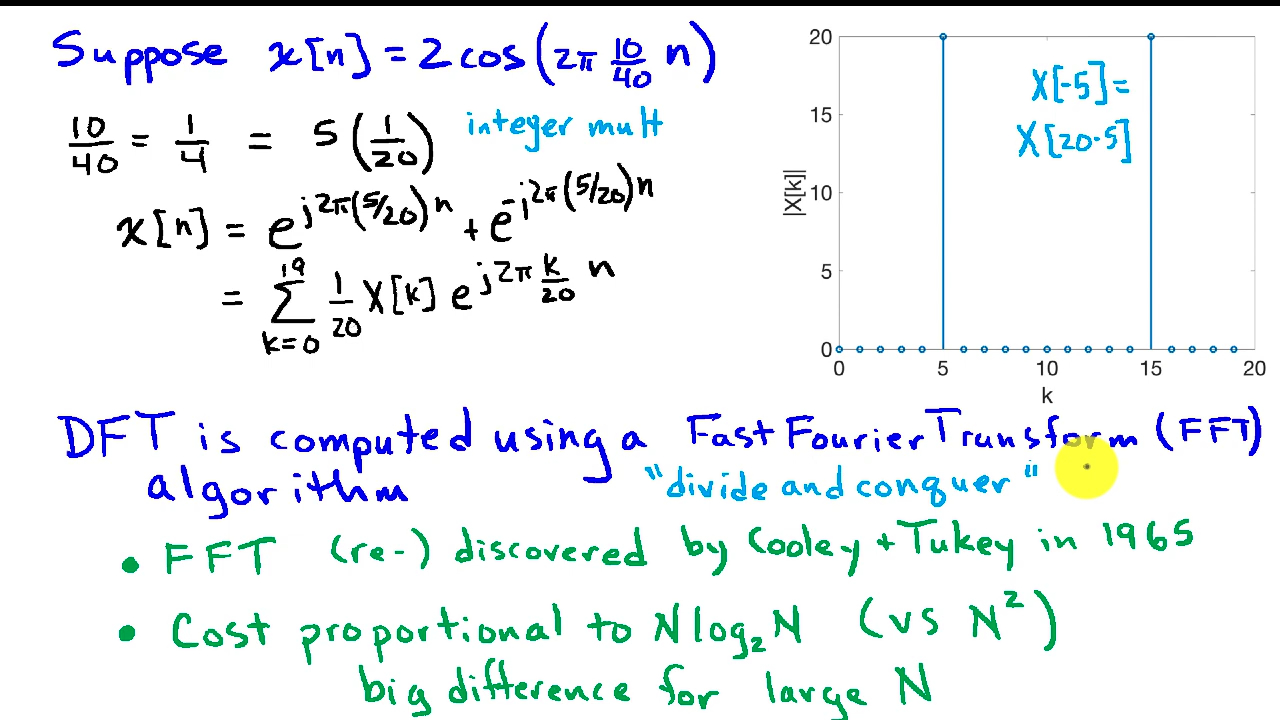 Suppose x[n] = 2 cos(2π 10/40 n)
10/40 = 1/4 = 5(1/20) integer mult
x[n] = e^{j2π(5/20)n} + e^{-j2π(5/20)n}
= ∑_{k=0}^{19} 1/20 X[k] e^{j2π k/20 n}
20
15
10
5
0
|X[k]|
X[-5]=
X[20-5]
0 5 10 15 20
k
DFT is computed using a Fast Fourier Transform (FFT)
algorithm "divide and conquer"
• FFT (re-) discovered by Cooley + Tukey in 1965
• Cost proportional to N log₂ N (vs N²)
big difference for large N